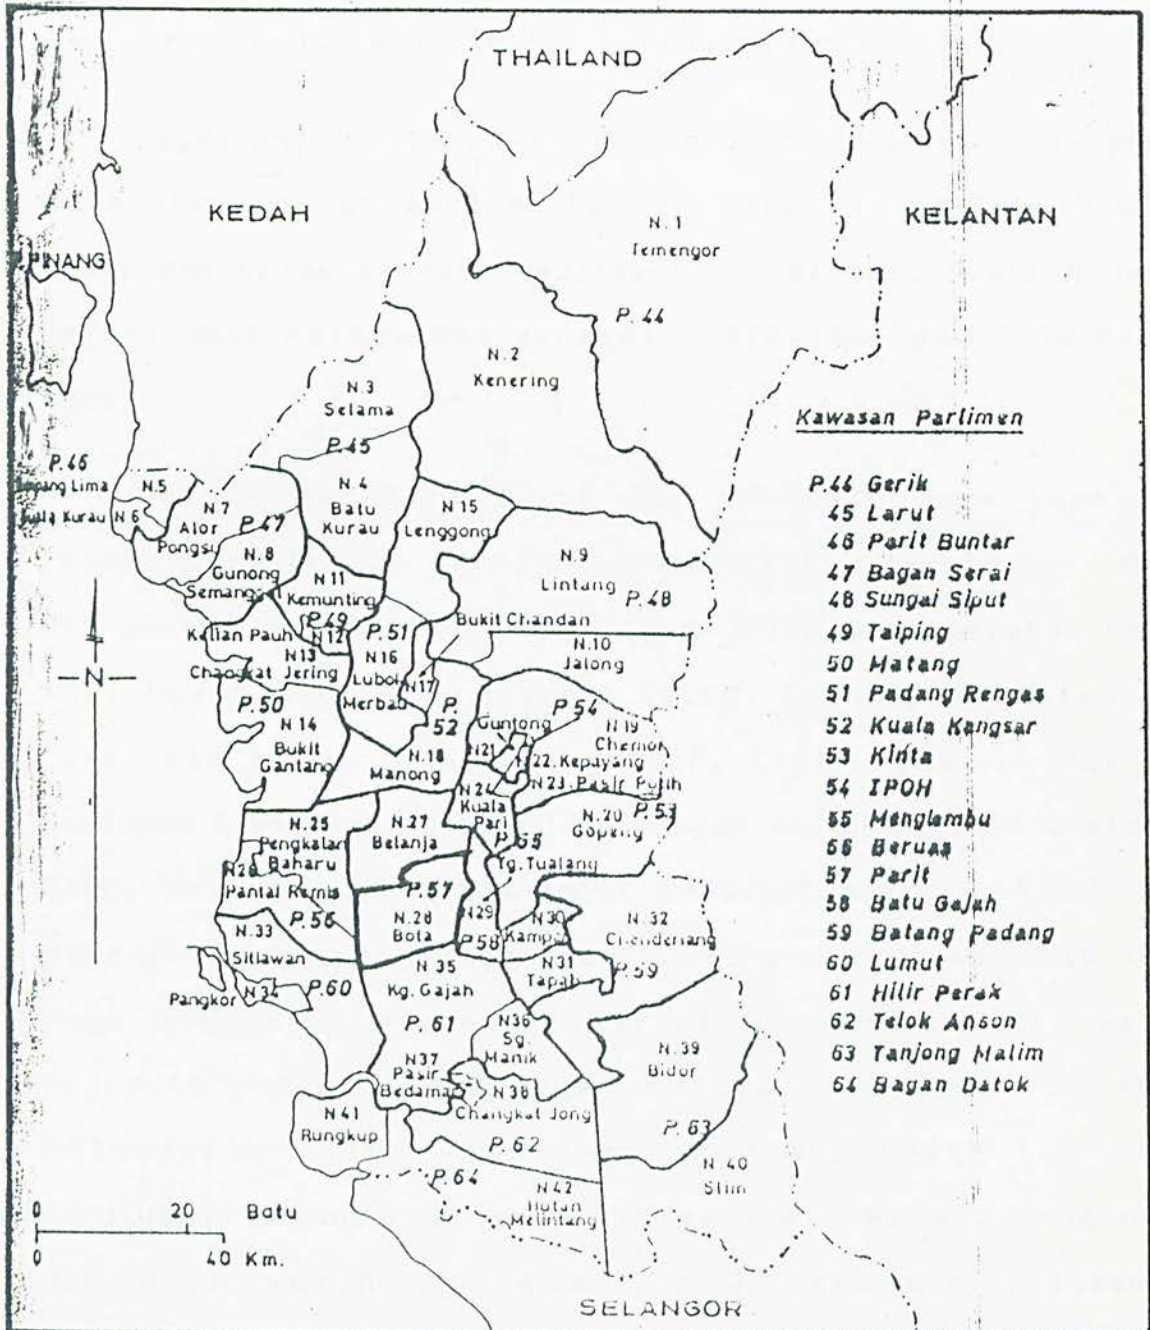 THAILAND
KEDAH
KELANTAN
PINANG
N.1
Temengor
P. 44
N.2
Kenering
N.3
Selama
P.45
N.4
Batu
Kurau
N.15
Lenggong
P.46
Lima
N.5
Kurau
N.6
N.7
Alor
Pongsu
P.47
N.8
Gunong
Semanggol
N.9
Lintang
P.48
N.11
Kemunting
P.49
N.12
Kelian Pauh
N.13
Changkat Jering
P.50
N.14
Bukit
Gantang
P.51
N.16
Lubok
Merbau
N.17
Bukit Chandan
P.
52
N.10
Jalong
N.18
Manong
P.54
Guntong
N.21
N.19
Chemor
N.22. Kepayang
N.23. Pasir Putih
N.24
Kuala
Pari
P.53
N.20
Gopeng
P.55
N.25
Pengkalan
Baharu
N.26
Pantai Remis
P.56
N.27
Belanja
P.57
N.28
Bota
Tg. Tualang
N.29
P.58
N.30
Kampar
N.31
Tapah
N.32
Chenderiang
P.59
N.33
Sitiawan
N.34
Pangkor
P.60
N.35
Kg. Gajah
P.61
N.36
Sg.
Manik
N.37
Pasir
Bedamar
N.38
Changkat Jong
N.39
Bidor
P.63
N.41
Rungkup
P.62
P.64
N.42
Hutan
Melintang
N.40
Slim
SELANGOR
N
0 20 Batu
0 40 Km.
Kawasan Parlimen
P.44 Gerik
45 Larut
46 Parit Buntar
47 Bagan Serai
48 Sungai Siput
49 Taiping
50 Matang
51 Padang Rengas
52 Kuala Kangsar
53 Kinta
54 IPOH
55 Menglembu
56 Beruas
57 Parit
58 Batu Gajah
59 Batang Padang
60 Lumut
61 Hilir Perak
62 Telok Anson
63 Tanjong Malim
64 Bagan Datok